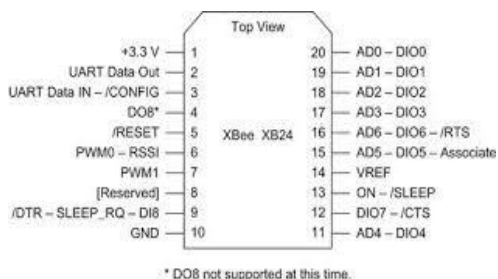 Top View
+3.3 V 1 20 AD0 – DIO0
UART Data Out 2 19 AD1 – DIO1
UART Data IN – /CONFIG 3 18 AD2 – DIO2
DO8* 4 17 AD3 – DIO3
/RESET 5 XBee XB24 16 AD6 – DIO6 – /RTS
PWM0 – RSSI 6 15 AD5 – DIO5 – Associate
PWM1 7 14 VREF
[Reserved] 8 13 ON – /SLEEP
/DTR – SLEEP_RQ – DI8 9 12 DIO7 – /CTS
GND 10 11 AD4 – DIO4
* DO8 not supported at this time.